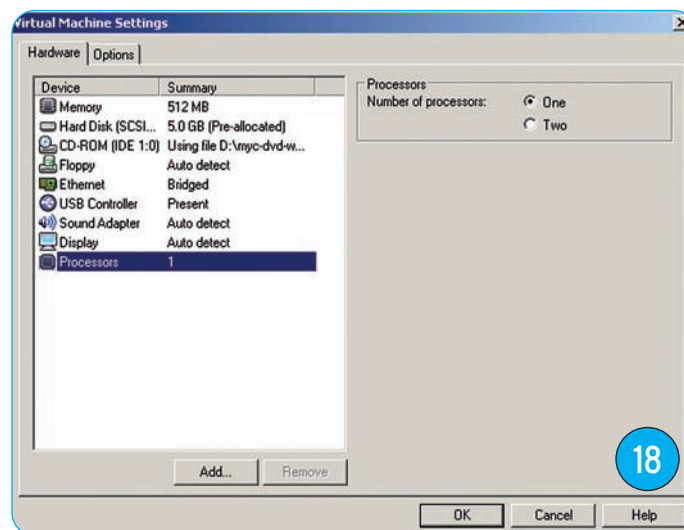 Virtual Machine Settings
Hardware Options
Device Summary
Memory 512 MB
Hard Disk (SCSI... 5.0 GB (Pre-allocated)
CD-ROM (IDE 1:0) Using file D:\myc-dvd-w...
Floppy Auto detect
Ethernet Bridged
USB Controller Present
Sound Adapter Auto detect
Display Auto detect
Processors 1
Processors
Number of processors: One
Two
Add... Remove
18
OK Cancel Help